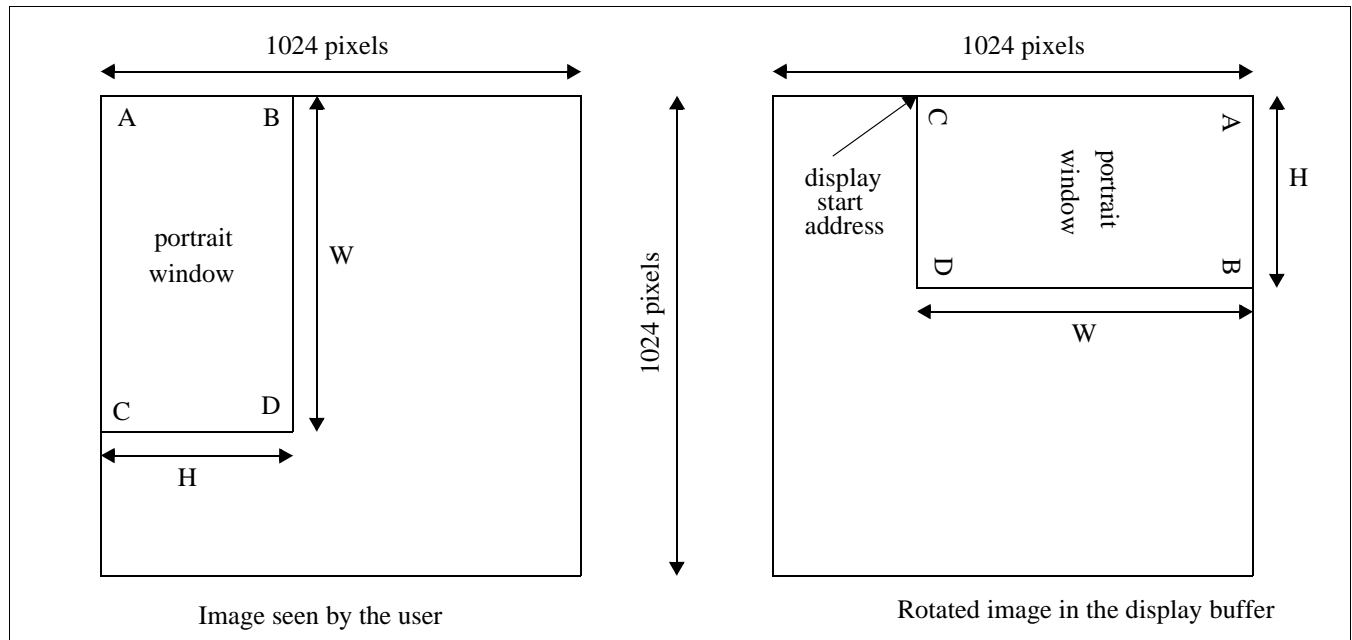 1024 pixels
A
B
portrait
window
W
C
D
H
Image seen by the user
1024 pixels
1024 pixels
C
A
display
start
address
portrait
window
H
D
B
W
Rotated image in the display buffer